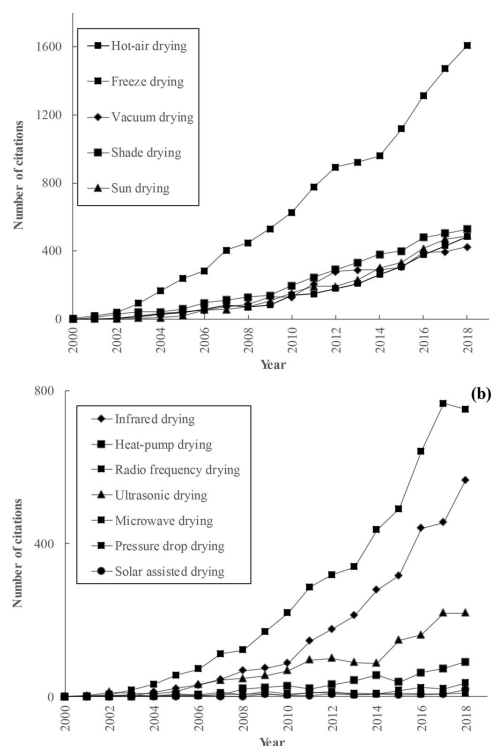 1600
1200
800
400
0
Number of citations
Hot-air drying
Freeze drying
Vacuum drying
Shade drying
Sun drying
2000
2002
2004
2006
2008
2010
2012
2014
2016
2018
Year
(b)
800
400
0
Number of citations
Infrared drying
Heat-pump drying
Radio frequency drying
Ultrasonic drying
Microwave drying
Pressure drop drying
Solar assisted drying
2000
2002
2004
2006
2008
2010
2012
2014
2016
2018
Year